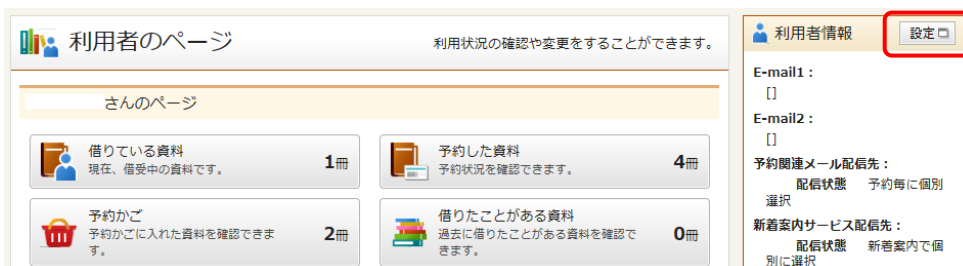 利用者のページ
利用状況の確認や変更をすることができます。
さんのページ
借りている資料
現在、借受中の資料です。
1冊
予約した資料
予約状況を確認できます。
4冊
予約かご
予約かごに入れた資料を確認できま
す。
2冊
借りたことがある資料
過去に借りたことがある資料を確認で
きます。
0冊
利用者情報
設定
E-mail1：
[]
E-mail2：
[]
予約関連メール配信先：
配信状態 予約毎に個別
選択
新着案内サービス配信先：
配信状態 新着案内で個
別に選択